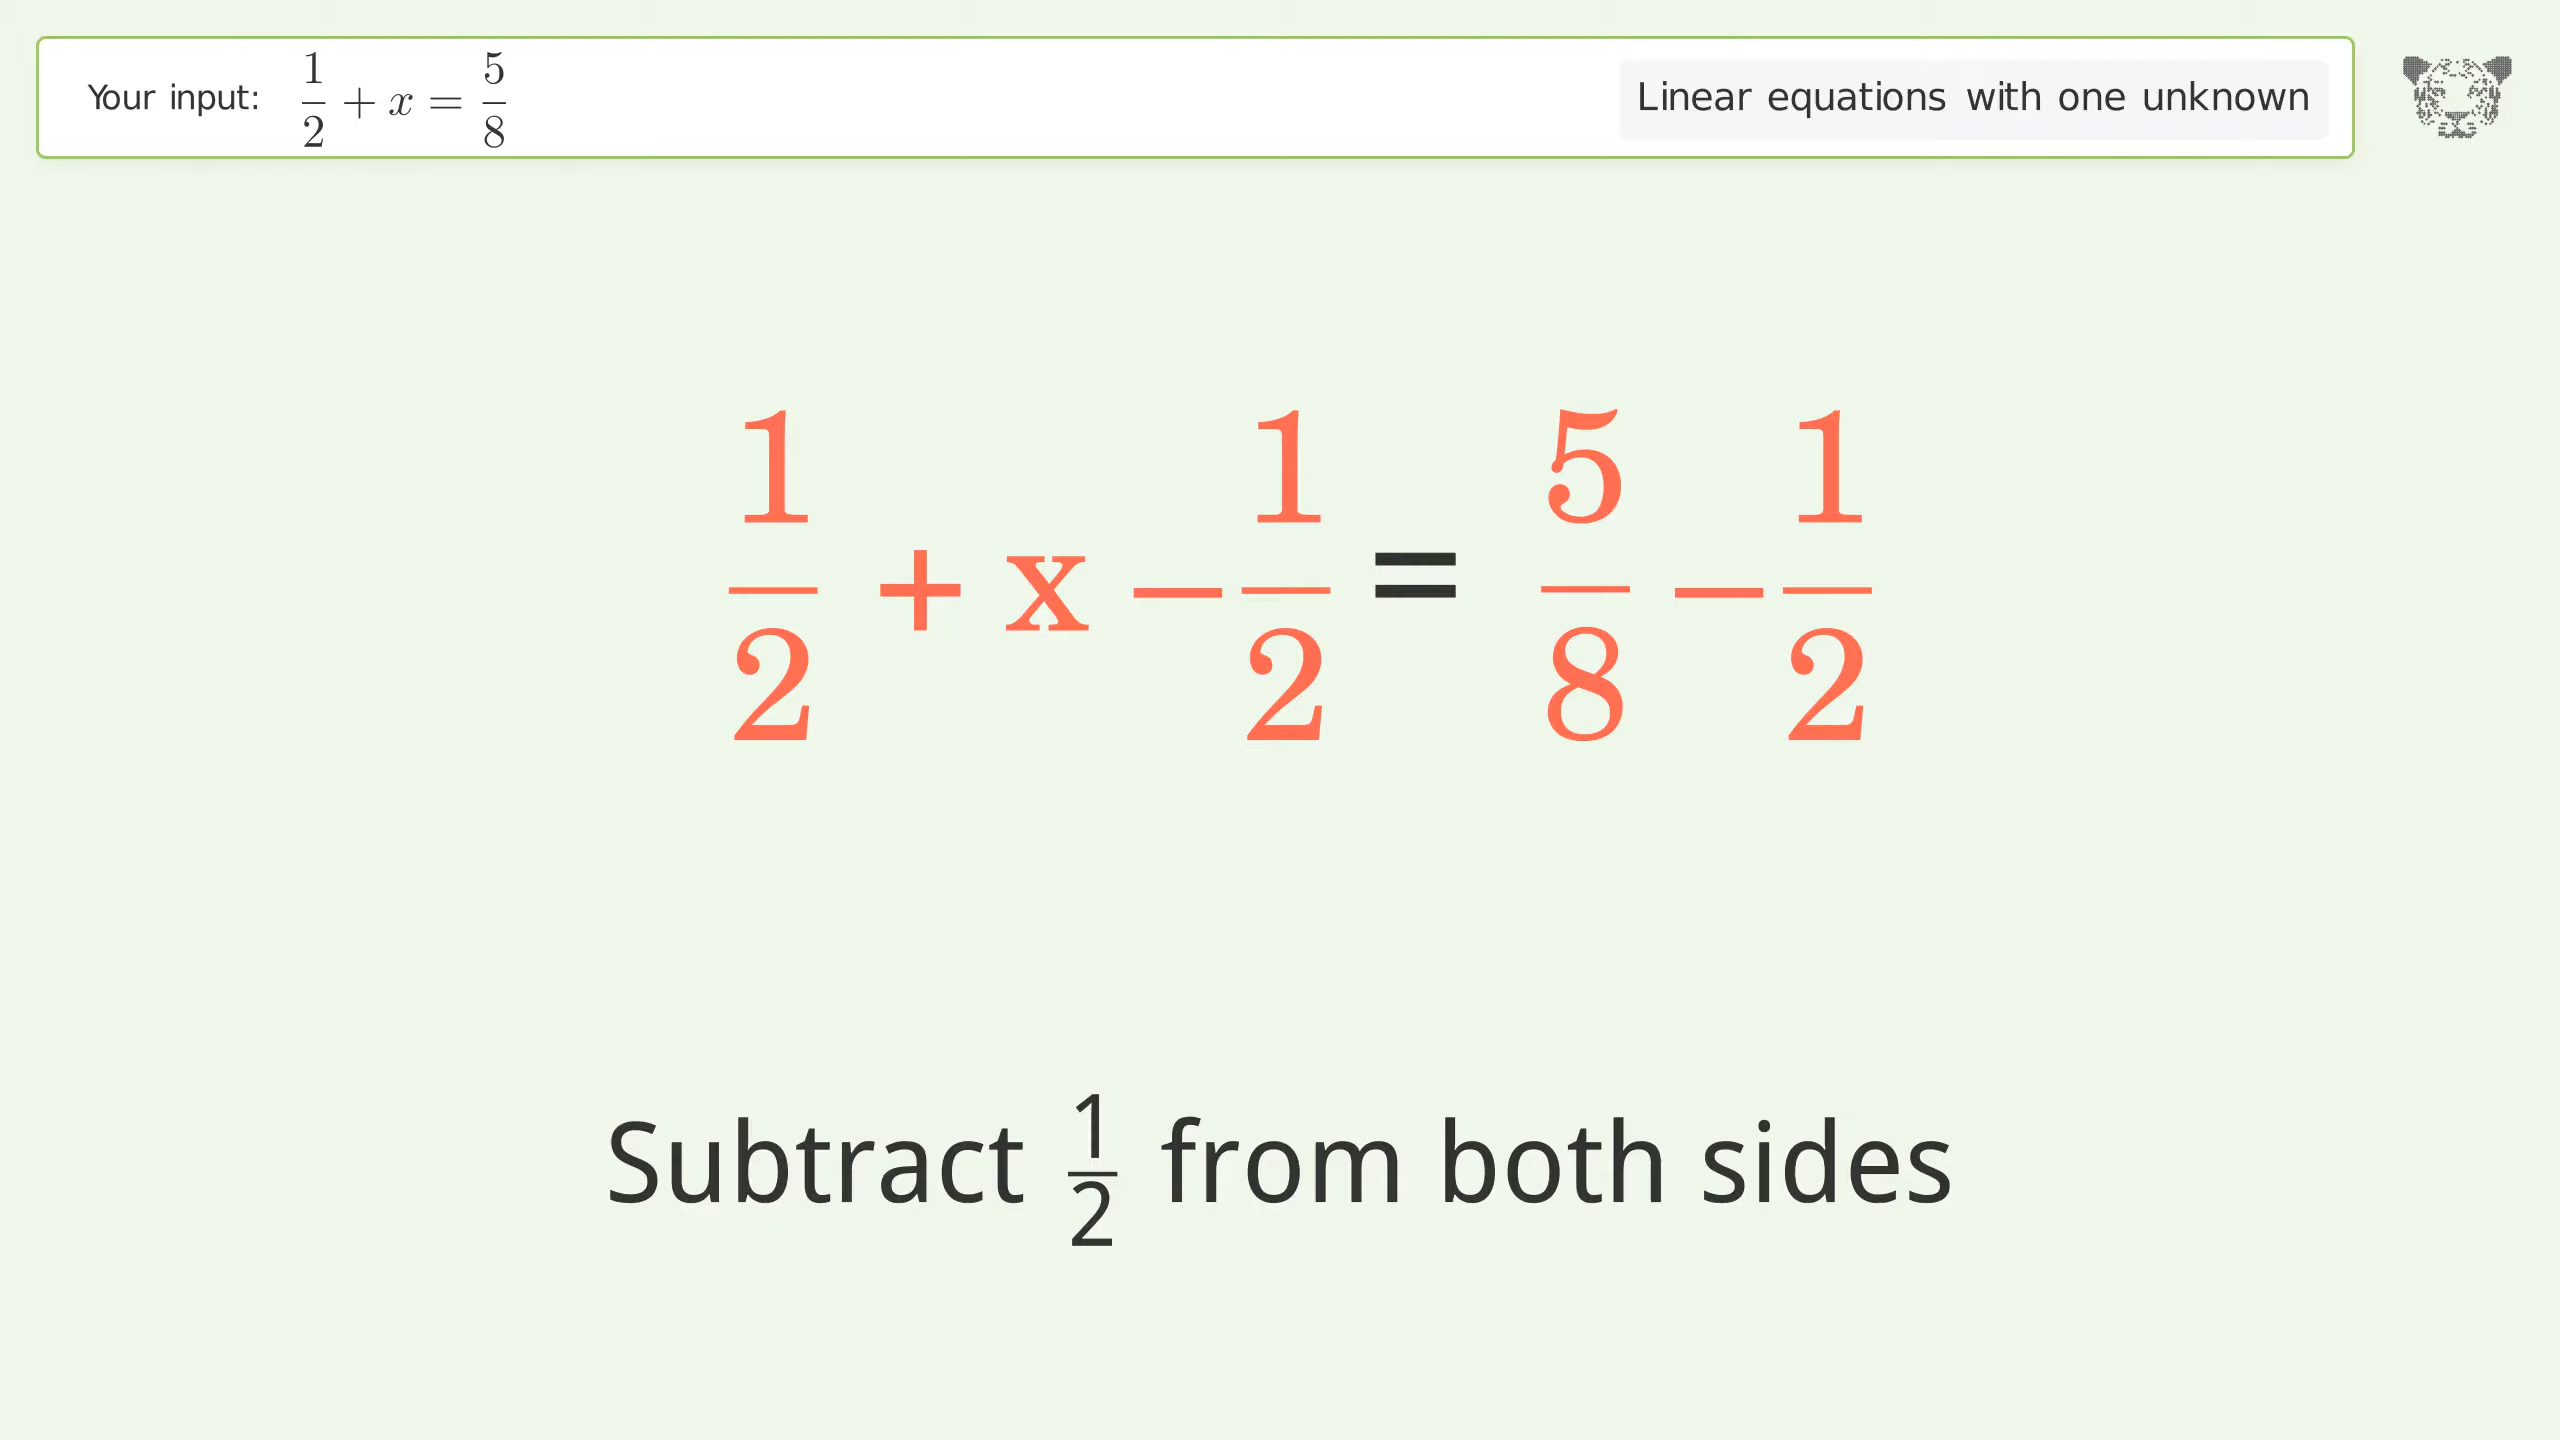 Your input: 1/2 + x = 5/8
Linear equations with one unknown
1/2 + x − 1/2 = 5/8 − 1/2
Subtract 1/2 from both sides